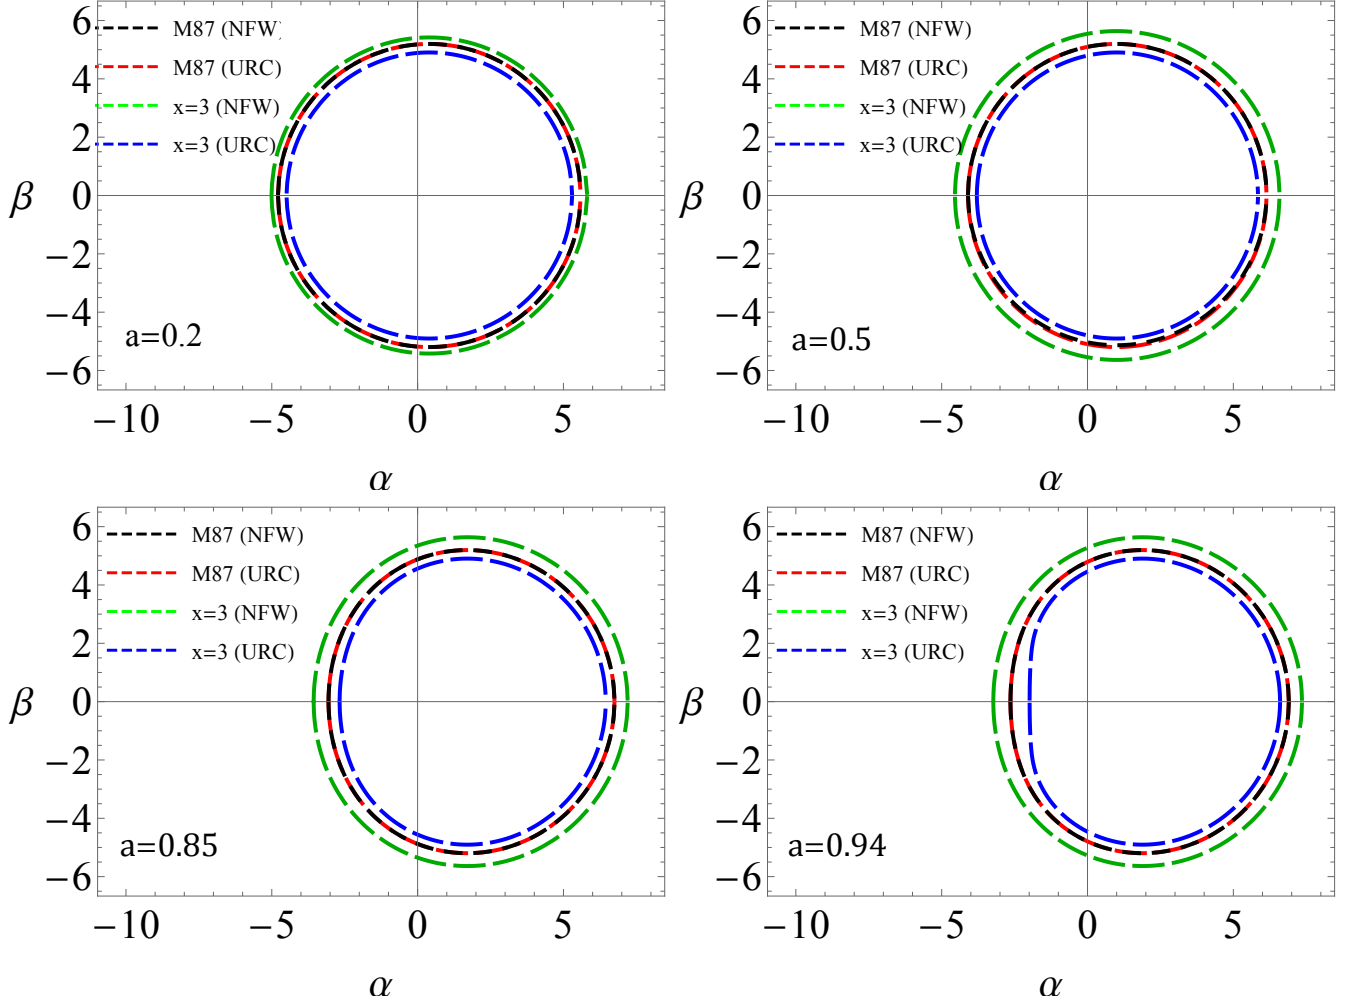 6
4
2
0
−2
−4
−6
β
M87 (NFW)
M87 (URC)
x=3 (NFW)
x=3 (URC)
a=0.2
−10 −5 0 5
α
6
4
2
0
−2
−4
−6
β
M87 (NFW)
M87 (URC)
x=3 (NFW)
x=3 (URC)
a=0.5
−10 −5 0 5
α
6
4
2
0
−2
−4
−6
β
M87 (NFW)
M87 (URC)
x=3 (NFW)
x=3 (URC)
a=0.85
−10 −5 0 5
α
6
4
2
0
−2
−4
−6
β
M87 (NFW)
M87 (URC)
x=3 (NFW)
x=3 (URC)
a=0.94
−10 −5 0 5
α